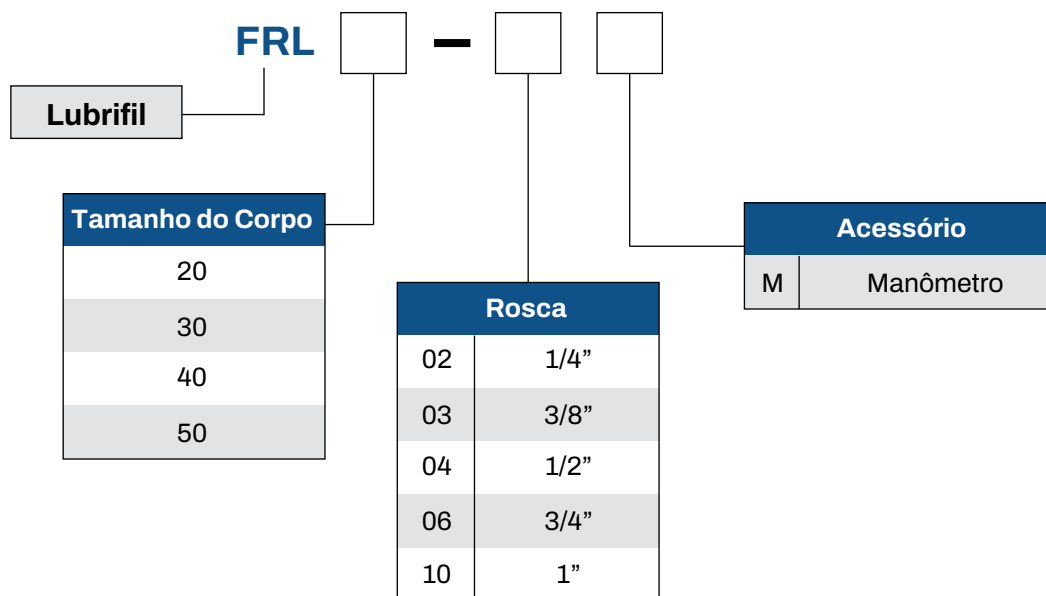 FRL –
Lubrifil
Tamanho do Corpo
20
30
40
50
Rosca
02 1/4”
03 3/8”
04 1/2”
06 3/4”
10 1”
Acessório
M Manômetro